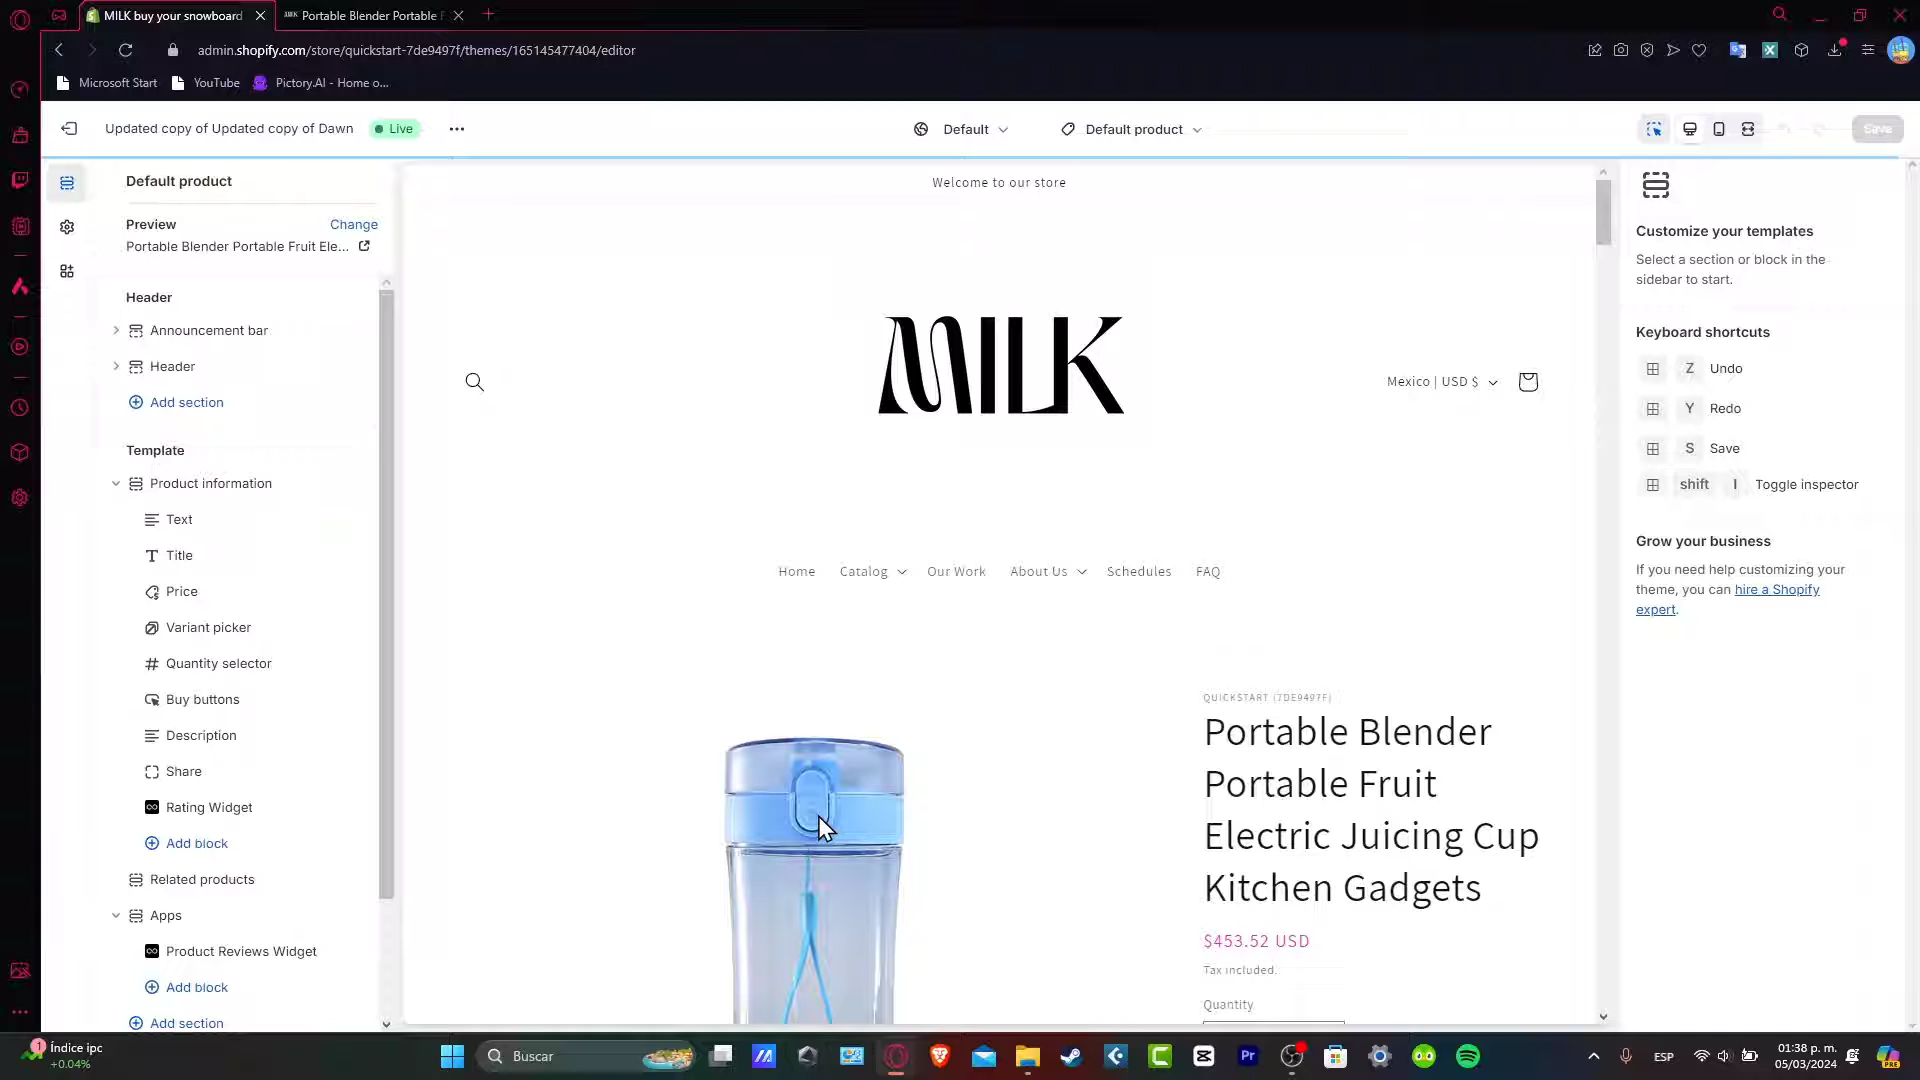 MILK buy your snowboard
Portable Blender Portable F
admin.shopify.com/store/quickstart-7de9497f/themes/165145477404/editor
Microsoft Start
YouTube
Pictory.AI - Home o...
Updated copy of Updated copy of Dawn
Live
Default
Default product
Save
Default product
Preview
Change
Portable Blender Portable Fruit Ele...
Header
Announcement bar
Header
Add section
Template
Product information
Text
Title
Price
Variant picker
Quantity selector
Buy buttons
Description
Share
Rating Widget
Add block
Related products
Apps
Product Reviews Widget
Add block
Add section
Welcome to our store
MILK
Mexico | USD $
Home
Catalog
Our Work
About Us
Schedules
FAQ
QUICKSTART (7DE9497F)
Portable Blender
Portable Fruit
Electric Juicing Cup
Kitchen Gadgets
$453.52 USD
Tax included.
Quantity
Customize your templates
Select a section or block in the
sidebar to start.
Keyboard shortcuts
Z Undo
Y Redo
S Save
shift I Toggle inspector
Grow your business
If you need help customizing your
theme, you can hire a Shopify
expert.
1
Índice ipc
+0.04%
Buscar
Pr
ESP
01:38 p. m.
05/03/2024
PRE